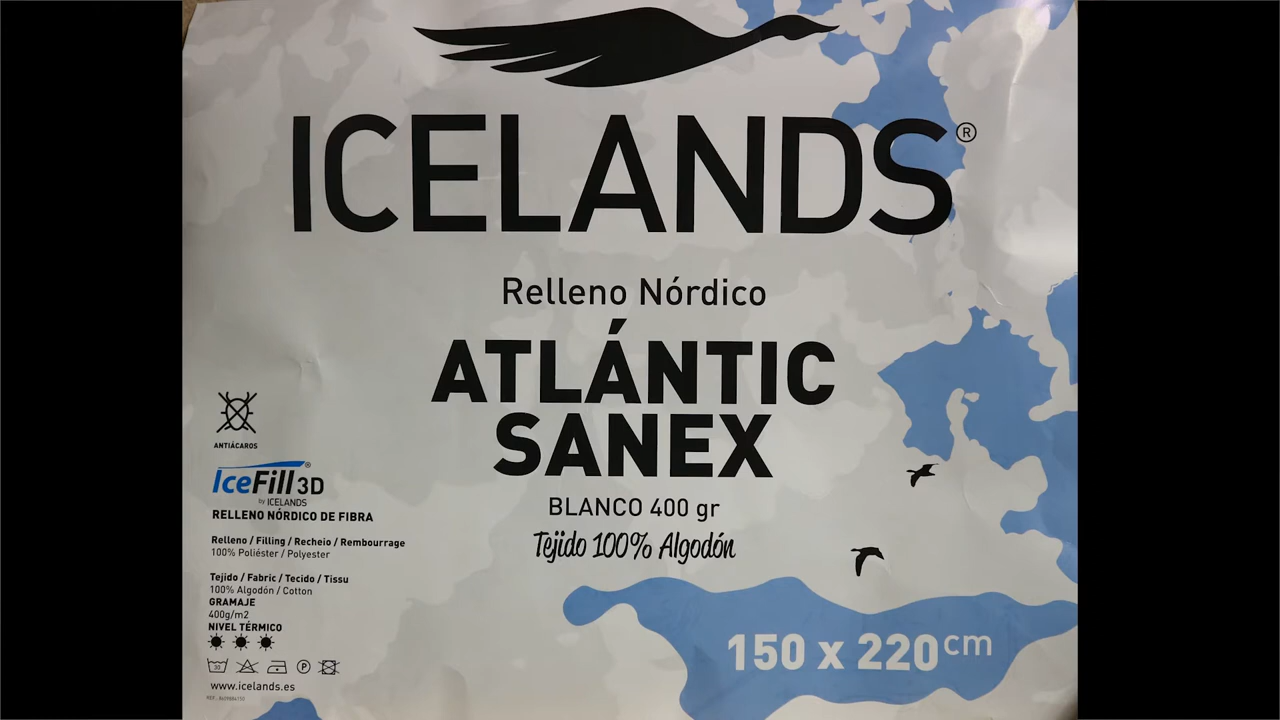 ICELANDS®
Relleno Nórdico
ATLÁNTIC
SANEX
BLANCO 400 gr
Tejido 100% Algodón
150 x 220 cm
ANTIÁCAROS
IceFill 3D®
by ICELANDS
RELLENO NÓRDICO DE FIBRA
Relleno / Filling / Recheio / Rembourrage
100% Poliéster / Polyester
Tejido / Fabric / Tecido / Tissu
100% Algodón / Cotton
GRAMAJE
400g/m2
NIVEL TÉRMICO
30
P
www.icelands.es